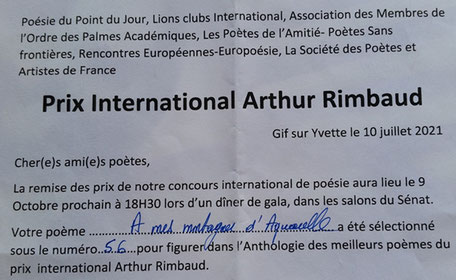 Poésie du Point du Jour, Lions clubs International, Association des Membres de
l'Ordre des Palmes Académiques, Les Poètes de l'Amitié- Poètes Sans
frontières, Rencontres Européennes-Europoésie, La Société des Poètes et
Artistes de France
Prix International Arthur Rimbaud
Gif sur Yvette le 10 juillet 2021
Cher(e)s ami(e)s poètes,
La remise des prix de notre concours international de poésie aura lieu le 9
Octobre prochain à 18H30 lors d'un dîner de gala, dans les salons du Sénat.
Votre poème ............A mes montagnes d'Aquarelle...a été sélectionné
sous le numéro..56...pour figurer dans l'Anthologie des meilleurs poèmes du
prix international Arthur Rimbaud.